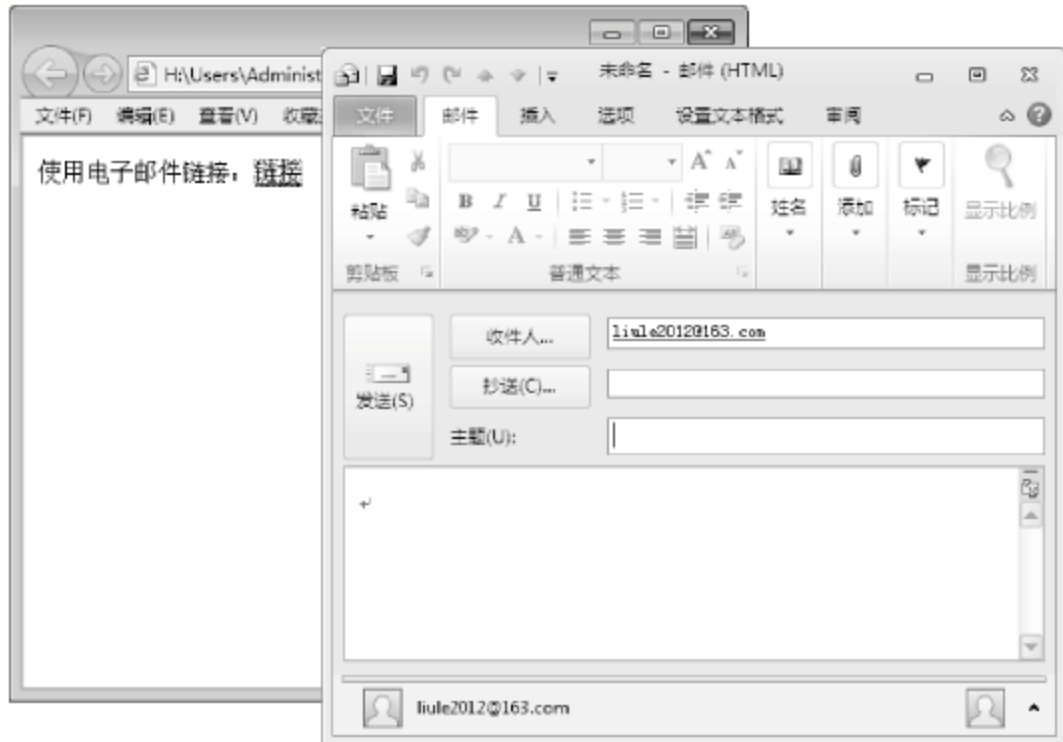 H:\Users\Administ
文件(F) 编辑(E) 查看(V) 收藏
使用电子邮件链接：链接
未命名 - 邮件 (HTML)
文件 邮件 插入 选项 设置文本格式 审阅
粘贴
B I U
A
姓名 添加 标记 显示比例
剪贴板 普通文本 显示比例
发送(S)
收件人... liule2012@163.com
抄送(C)...
主题(U):
liule2012@163.com